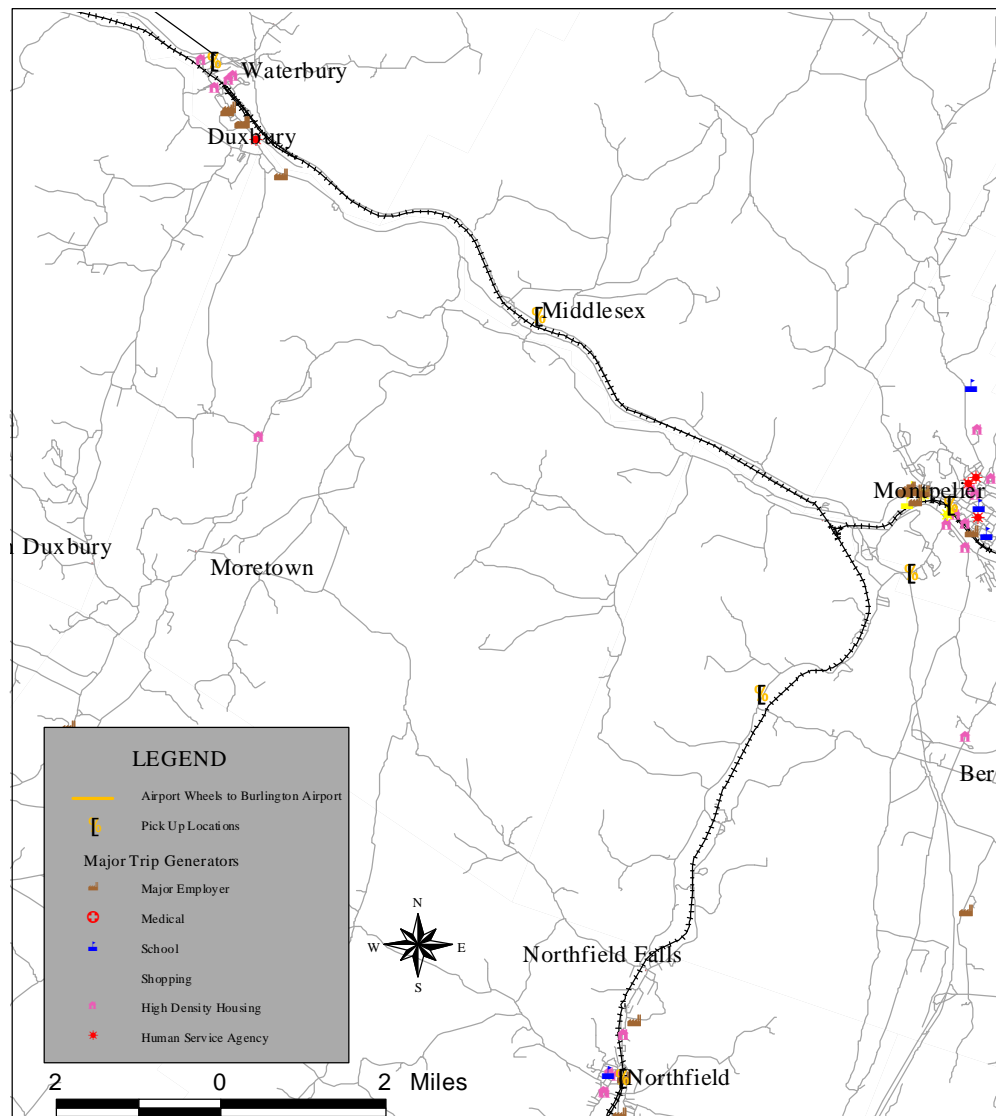 Waterbury
Duxbury
Middlesex
Montpelier
Duxbury
Moretown
Ber
LEGEND
Airport Wheels to Burlington Airport
Pick Up Locations
Major Trip Generators
Major Employer
Medical
School
Shopping
High Density Housing
Human Service Agency
N
W E
S
Northfield Falls
Northfield
2 0 2 Miles